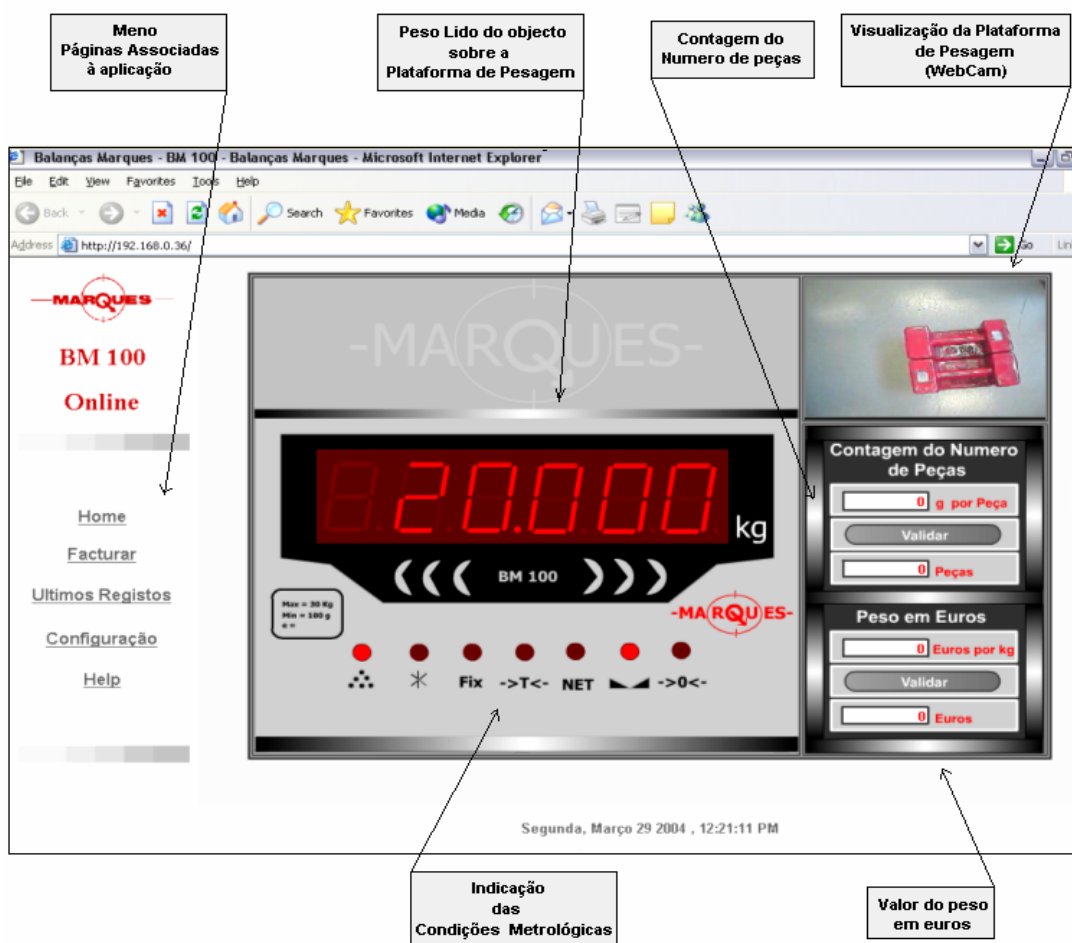 Meno
Páginas Associadas
à aplicação
Peso Lido do objecto
sobre a
Plataforma de Pesagem
Contagem do
Numero de peças
Visualização da Plataforma
de Pesagem
(WebCam)
Balanças Marques - BM 100 - Balanças Marques - Microsoft Internet Explorer
File Edit View Favorites Tools Help
Back Search Favorites Media
Address http://192.168.0.36/ Go
MARQUES
BM 100
Online
Home
Facturar
Ultimos Registos
Configuração
Help
-MARQUES-
20.000 kg
BM 100
Max = 30 Kg
Min = 100 g
e =
-MARQUES-
Fix ->T<- NET ->0<-
Contagem do Numero
de Peças
0 g por Peça
Validar
0 Peças
Peso em Euros
0 Euros por kg
Validar
0 Euros
Segunda, Março 29 2004 , 12:21:11 PM
Indicação
das
Condições Metrológicas
Valor do peso
em euros